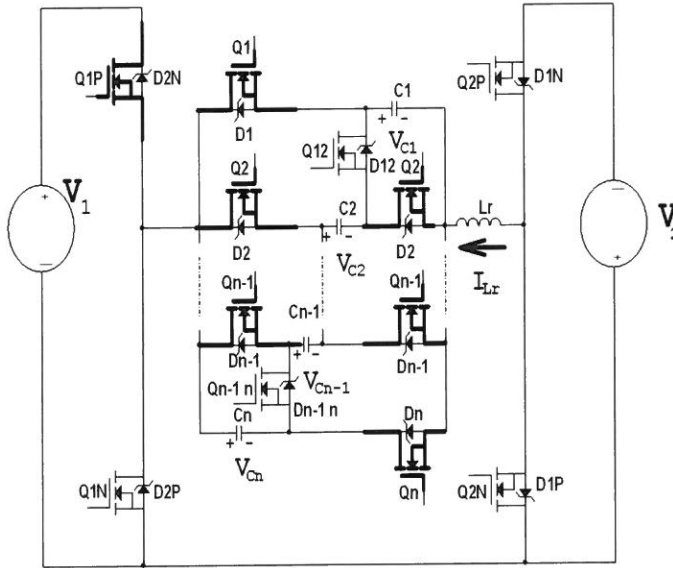 Q1
Q1P
D2N
Q2P
D1N
C1
+ -
D1
V_C1
Q12
D12
Q2
Q2
V_1
+
C2
Lr
+ -
D2
D2
V_C2
I_Lr
V
Qn-1
Cn-1
Qn-1
+ -
Dn-1
Dn-1
V_Cn-1
Qn-1 n
Dn-1 n
Cn
Dn
+ -
V_Cn
Q1N
D2P
Qn
Q2N
D1P